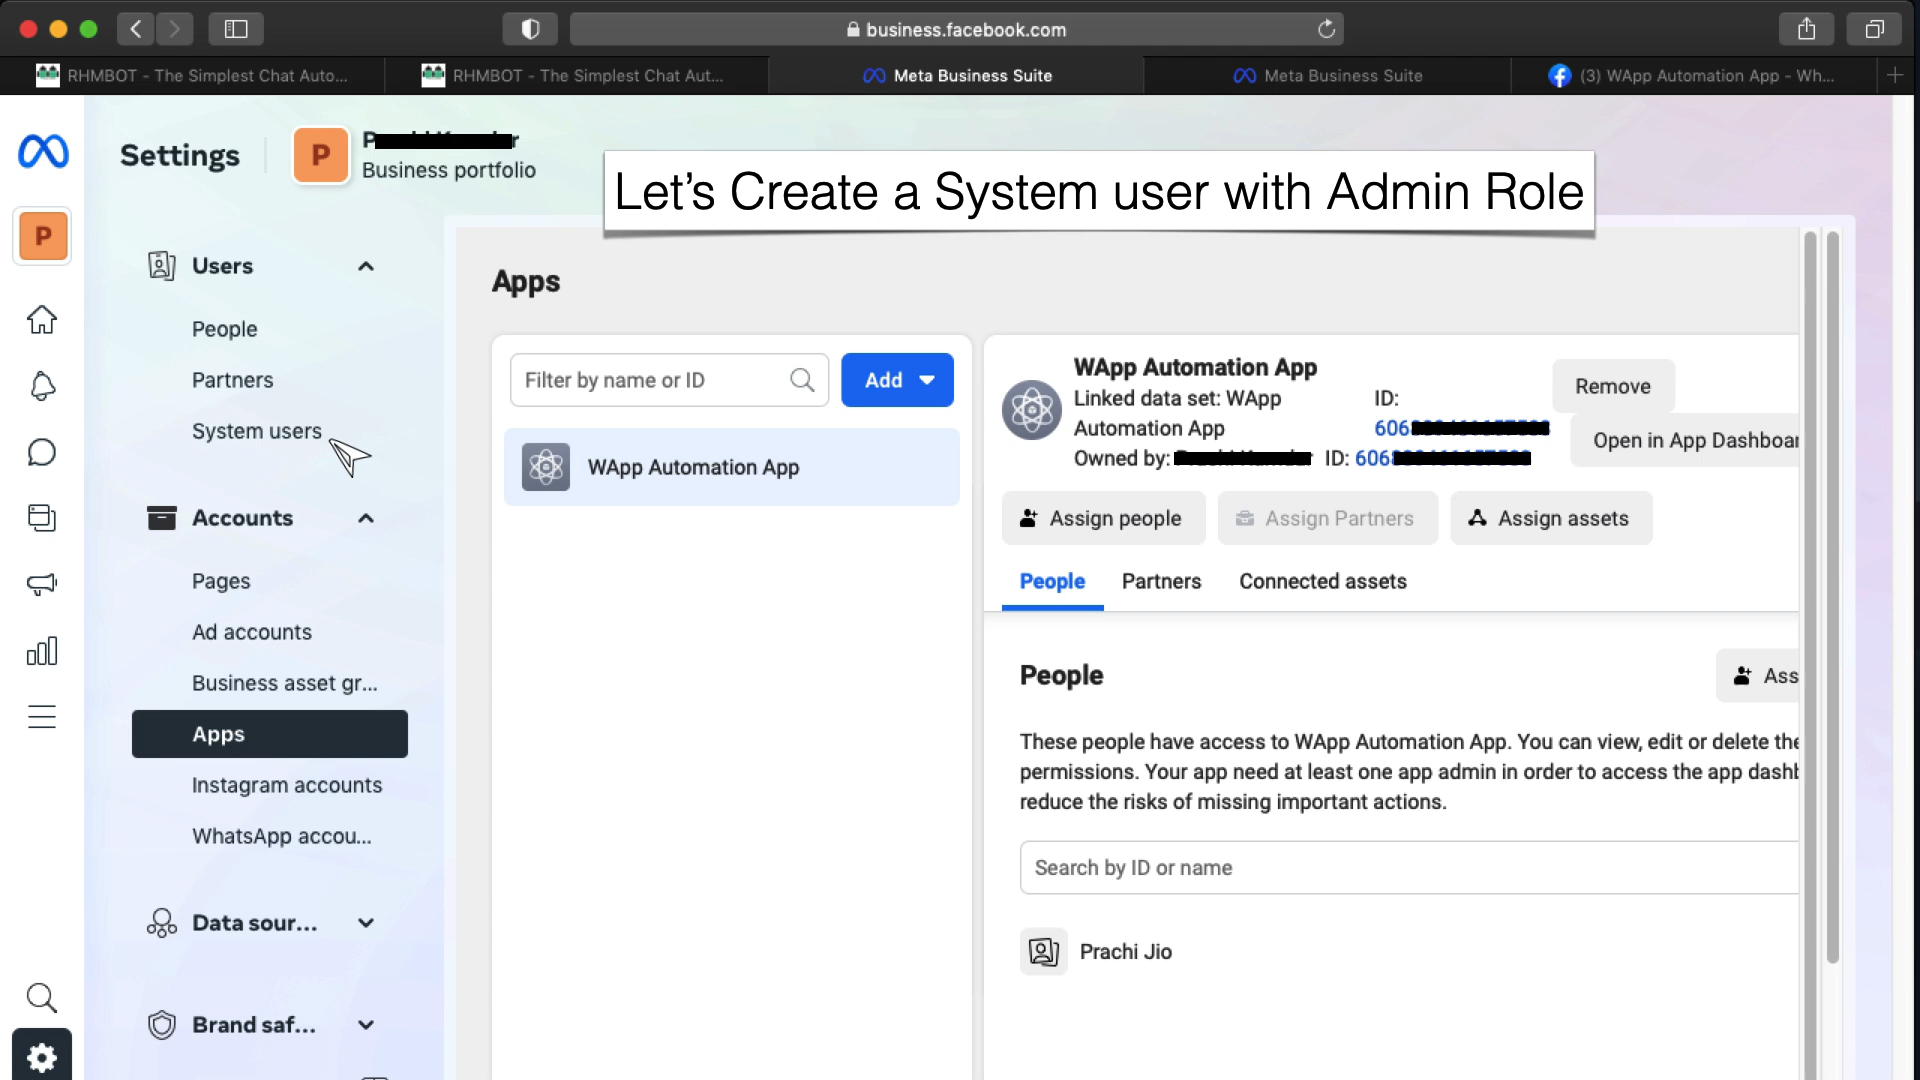 business.facebook.com
RHMBOT - The Simplest Chat Auto...
RHMBOT - The Simplest Chat Aut...
Meta Business Suite
Meta Business Suite
(3) WApp Automation App - Wh...
Settings
P
Business portfolio
Let's Create a System user with Admin Role
P
Users
People
Partners
System users
Accounts
Pages
Ad accounts
Business asset gr...
Apps
Instagram accounts
WhatsApp accou...
Data sour...
Brand saf...
Apps
Filter by name or ID
Add
WApp Automation App
WApp Automation App
Linked data set: WApp
Automation App
ID:
606
Owned by:
ID: 606
Remove
Open in App Dashboar
Assign people
Assign Partners
Assign assets
People
Partners
Connected assets
People
Ass
These people have access to WApp Automation App. You can view, edit or delete the
permissions. Your app need at least one app admin in order to access the app dashb
reduce the risks of missing important actions.
Search by ID or name
Prachi Jio